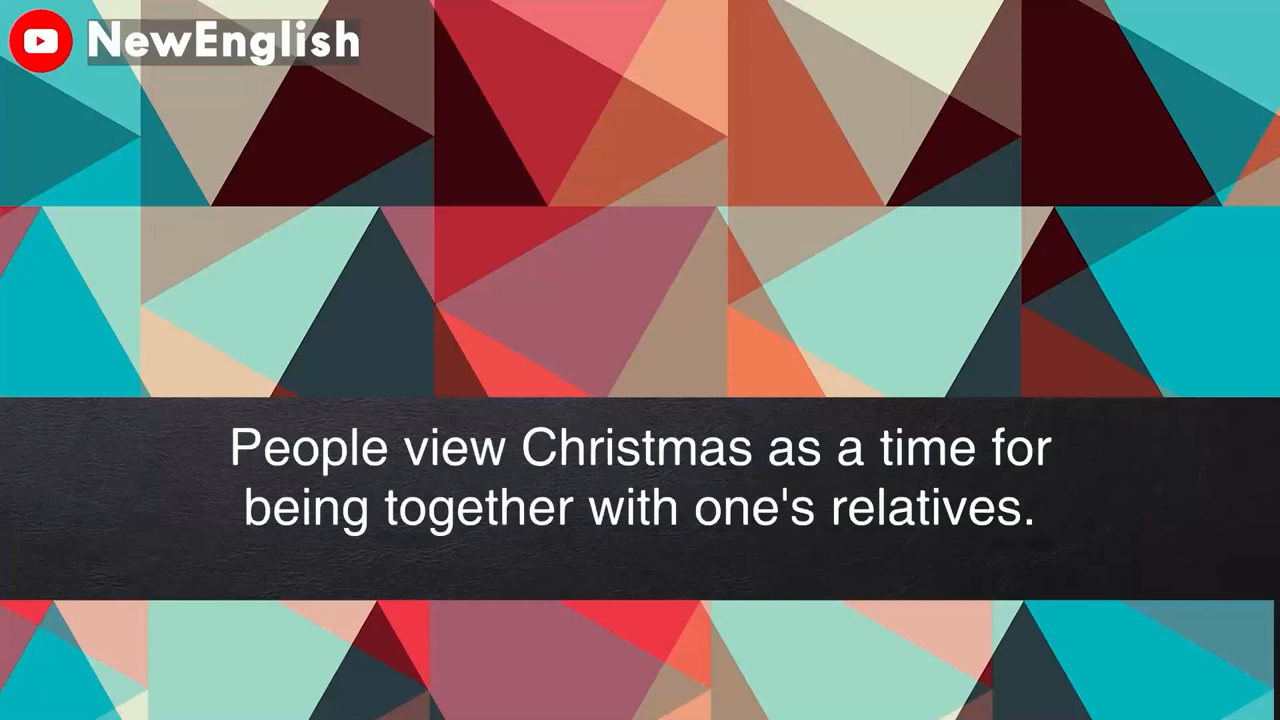 NewEnglish
People view Christmas as a time for
being together with one's relatives.